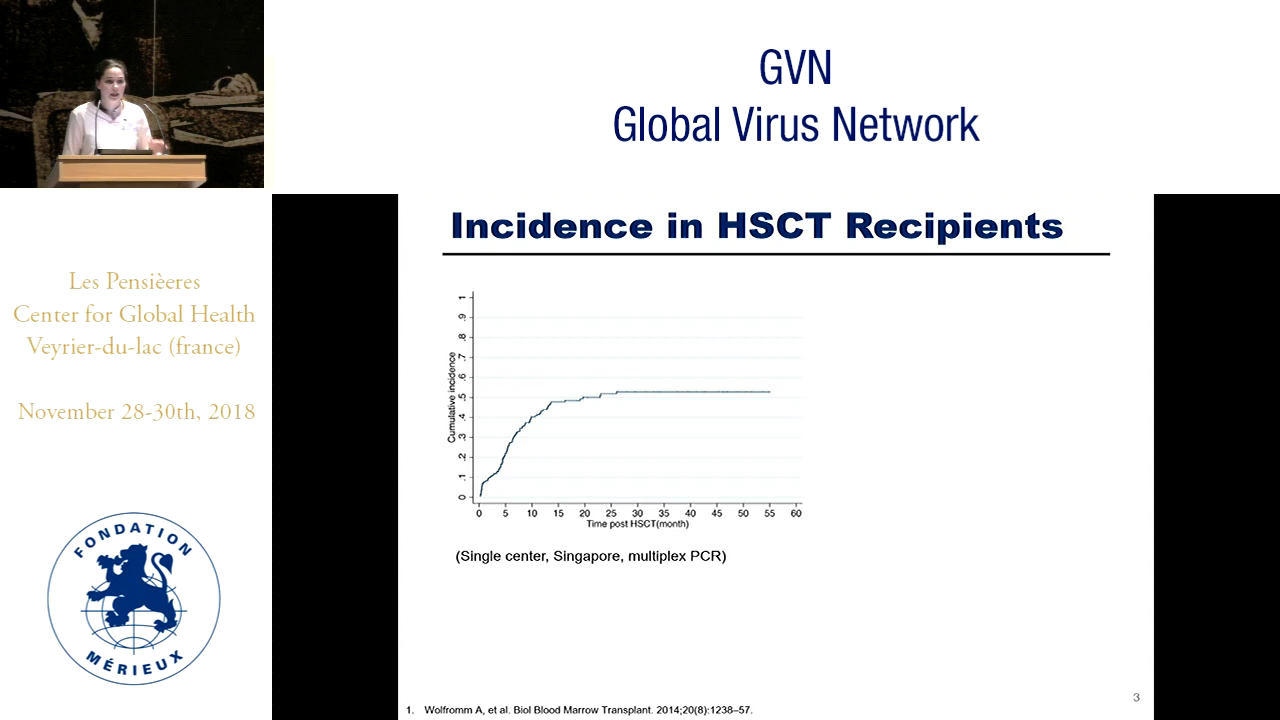 GVN
Global Virus Network
Les Pensièeres
Center for Global Health
Veyrier-du-lac (france)
November 28-30th, 2018
FONDATION
MÉRIEUX
Incidence in HSCT Recipients
Cumulative incidence
0 .1 .2 .3 .4 .5 .6 .7 .8 .9 1
0 5 10 15 20 25 30 35 40 45 50 55 60
Time post HSCT(month)
(Single center, Singapore, multiplex PCR)
3
1. Wolfromm A, et al. Biol Blood Marrow Transplant. 2014;20(8):1238–57.